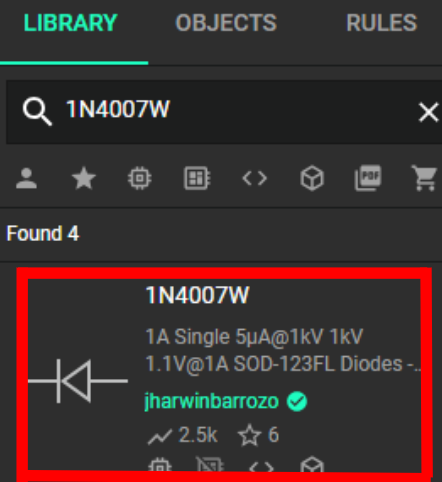 LIBRARY OBJECTS RULES
1N4007W
PDF
Found 4
1N4007W
1A Single 5µA@1kV 1kV
1.1V@1A SOD-123FL Diodes -...
jharwinbarrozo
2.5k 6